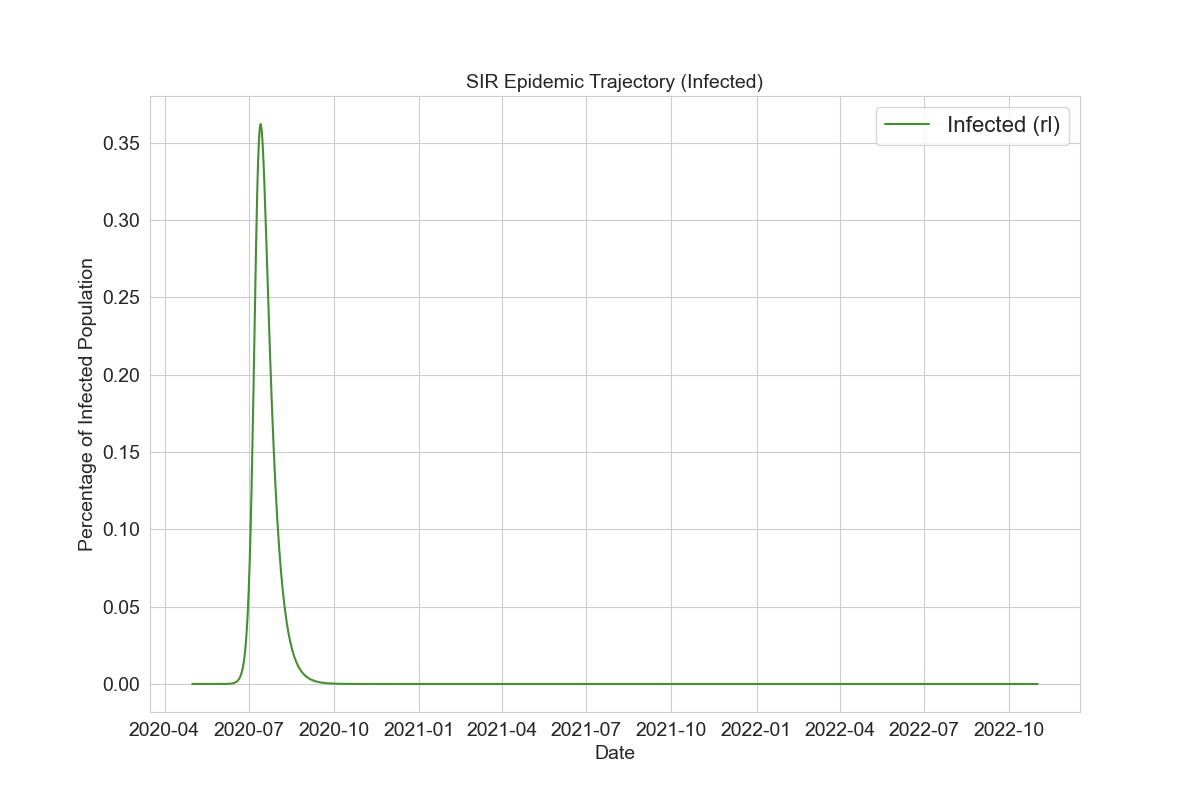 SIR Epidemic Trajectory (Infected)
Infected (rl)
Percentage of Infected Population
0.35
0.30
0.25
0.20
0.15
0.10
0.05
0.00
2020-04 2020-07 2020-10 2021-01 2021-04 2021-07 2021-10 2022-01 2022-04 2022-07 2022-10
Date